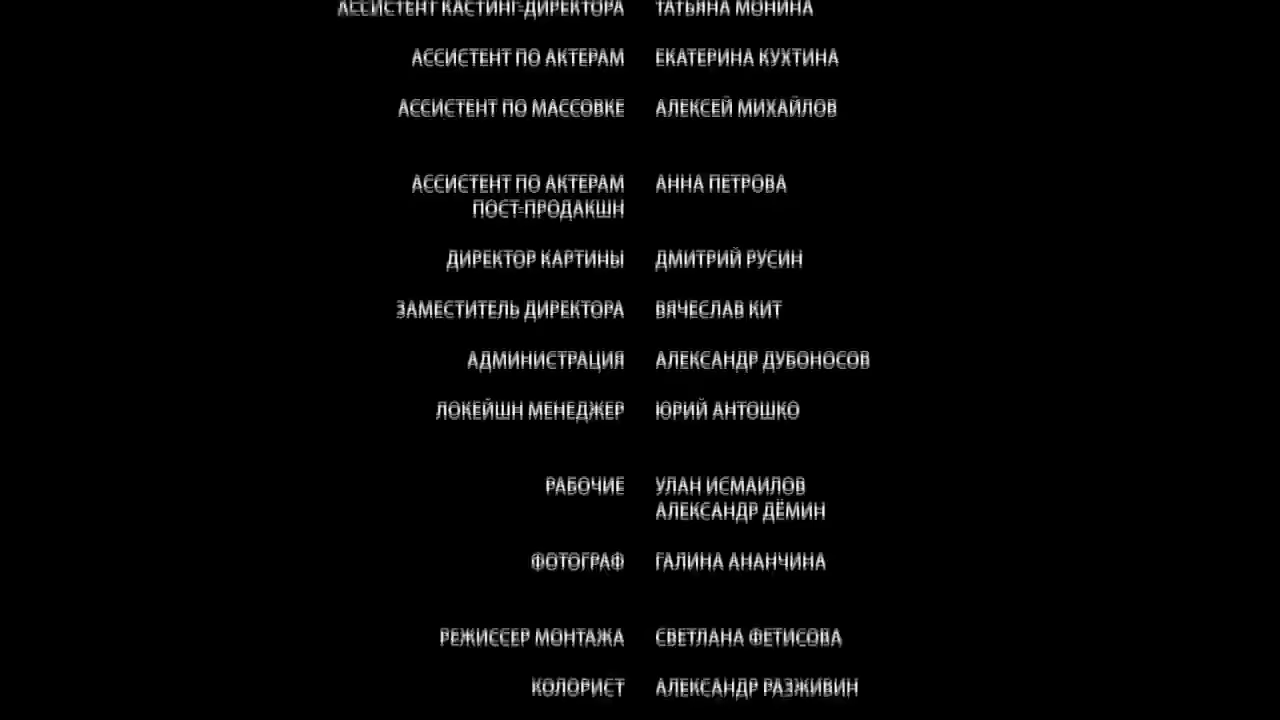 АССИСТЕНТ КАСТИНГ-ДИРЕКТОРА ТАТЬЯНА МОНИНА
АССИСТЕНТ ПО АКТЕРАМ ЕКАТЕРИНА КУХТИНА
АССИСТЕНТ ПО МАССОВКЕ АЛЕКСЕЙ МИХАЙЛОВ
АССИСТЕНТ ПО АКТЕРАМ АННА ПЕТРОВА
ПОСТ-ПРОДАКШН
ДИРЕКТОР КАРТИНЫ ДМИТРИЙ РУСИН
ЗАМЕСТИТЕЛЬ ДИРЕКТОРА ВЯЧЕСЛАВ КИТ
АДМИНИСТРАЦИЯ АЛЕКСАНДР ДУБОНОСОВ
ЛОКЕЙШН МЕНЕДЖЕР ЮРИЙ АНТОШКО
РАБОЧИЕ УЛАН ИСМАИЛОВ
АЛЕКСАНДР ДЁМИН
ФОТОГРАФ ГАЛИНА АНАНЧИНА
РЕЖИССЕР МОНТАЖА СВЕТЛАНА ФЕТИСОВА
КОЛОРИСТ АЛЕКСАНДР РАЗЖИВИН